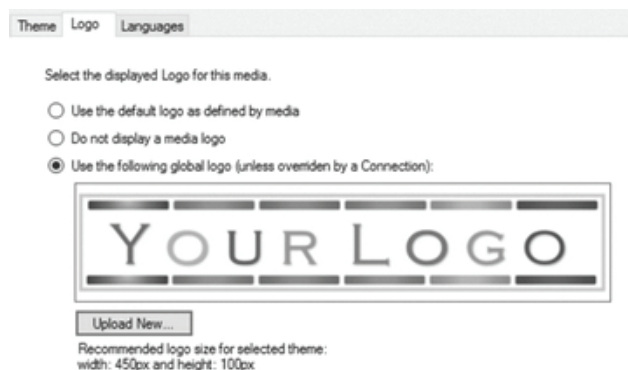 Theme Logo Languages
Select the displayed Logo for this media.
Use the default logo as defined by media
Do not display a media logo
Use the following global logo (unless overriden by a Connection):
YOUR LOGO
Upload New...
Recommended logo size for selected theme:
width: 450px and height: 100px